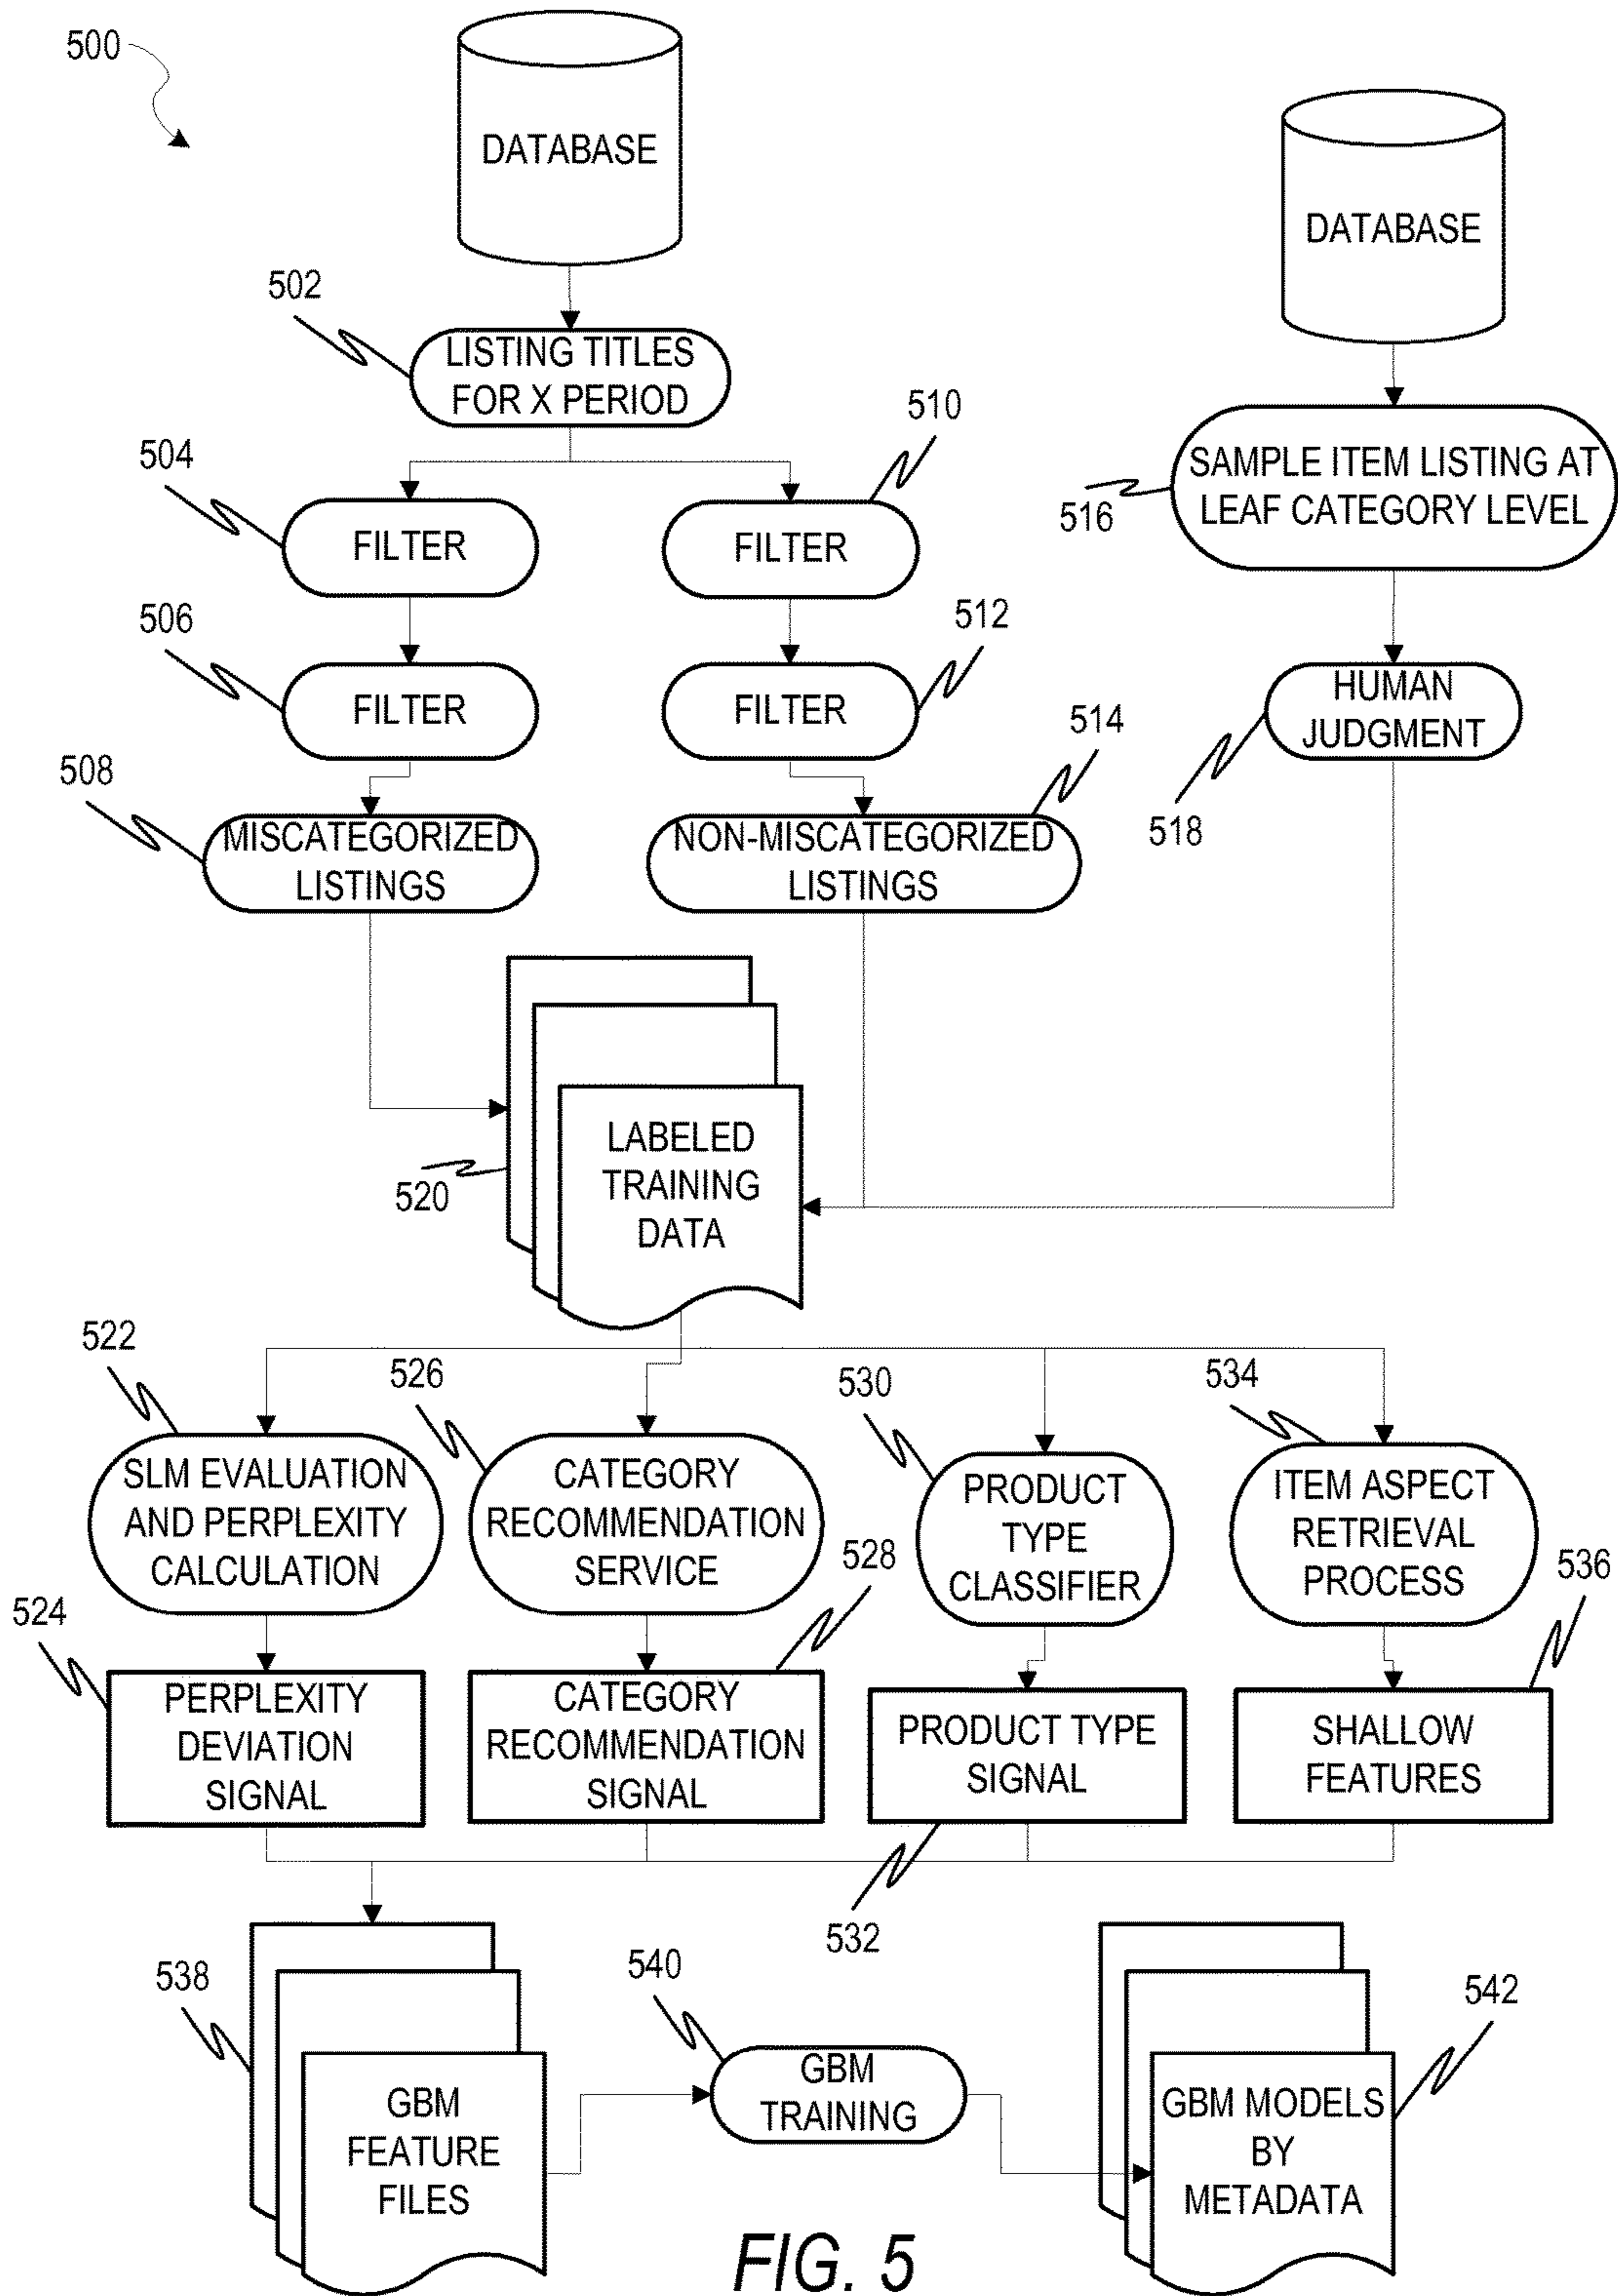 500
DATABASE
DATABASE
502
LISTING TITLES
FOR X PERIOD
510
504
SAMPLE ITEM LISTING AT
LEAF CATEGORY LEVEL
516
FILTER
FILTER
506
512
FILTER
FILTER
HUMAN
JUDGMENT
508
514
518
MISCATEGORIZED
LISTINGS
NON-MISCATEGORIZED
LISTINGS
LABELED
TRAINING
DATA
520
522
526
530
534
SLM EVALUATION
AND PERPLEXITY
CALCULATION
CATEGORY
RECOMMENDATION
SERVICE
PRODUCT
TYPE
CLASSIFIER
ITEM ASPECT
RETRIEVAL
PROCESS
524
528
536
PERPLEXITY
DEVIATION
SIGNAL
CATEGORY
RECOMMENDATION
SIGNAL
PRODUCT TYPE
SIGNAL
SHALLOW
FEATURES
532
538
540
542
GBM
FEATURE
FILES
GBM
TRAINING
GBM MODELS
BY
METADATA
FIG. 5